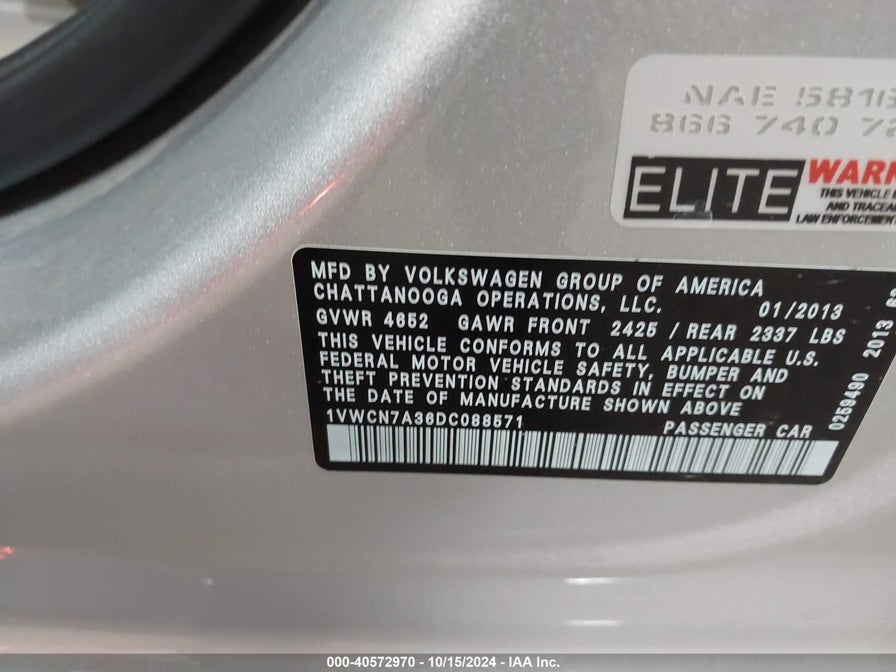 NAE 5816
866 740 7
ELITE
WARN
THIS VEHICLE
AND TRACEA
LAW ENFORCEMENT
MFD BY VOLKSWAGEN GROUP OF AMERICA
CHATTANOOGA OPERATIONS, LLC. 01/2013
GVWR 4652 GAWR FRONT 2425 / REAR 2337 LBS
THIS VEHICLE CONFORMS TO ALL APPLICABLE U.S.
FEDERAL MOTOR VEHICLE SAFETY, BUMPER AND
THEFT PREVENTION STANDARDS IN EFFECT ON
THE DATE OF MANUFACTURE SHOWN ABOVE
1VWCN7A36DC088571 PASSENGER CAR
0259490 2013
000-40572970 - 10/15/2024 - IAA Inc.